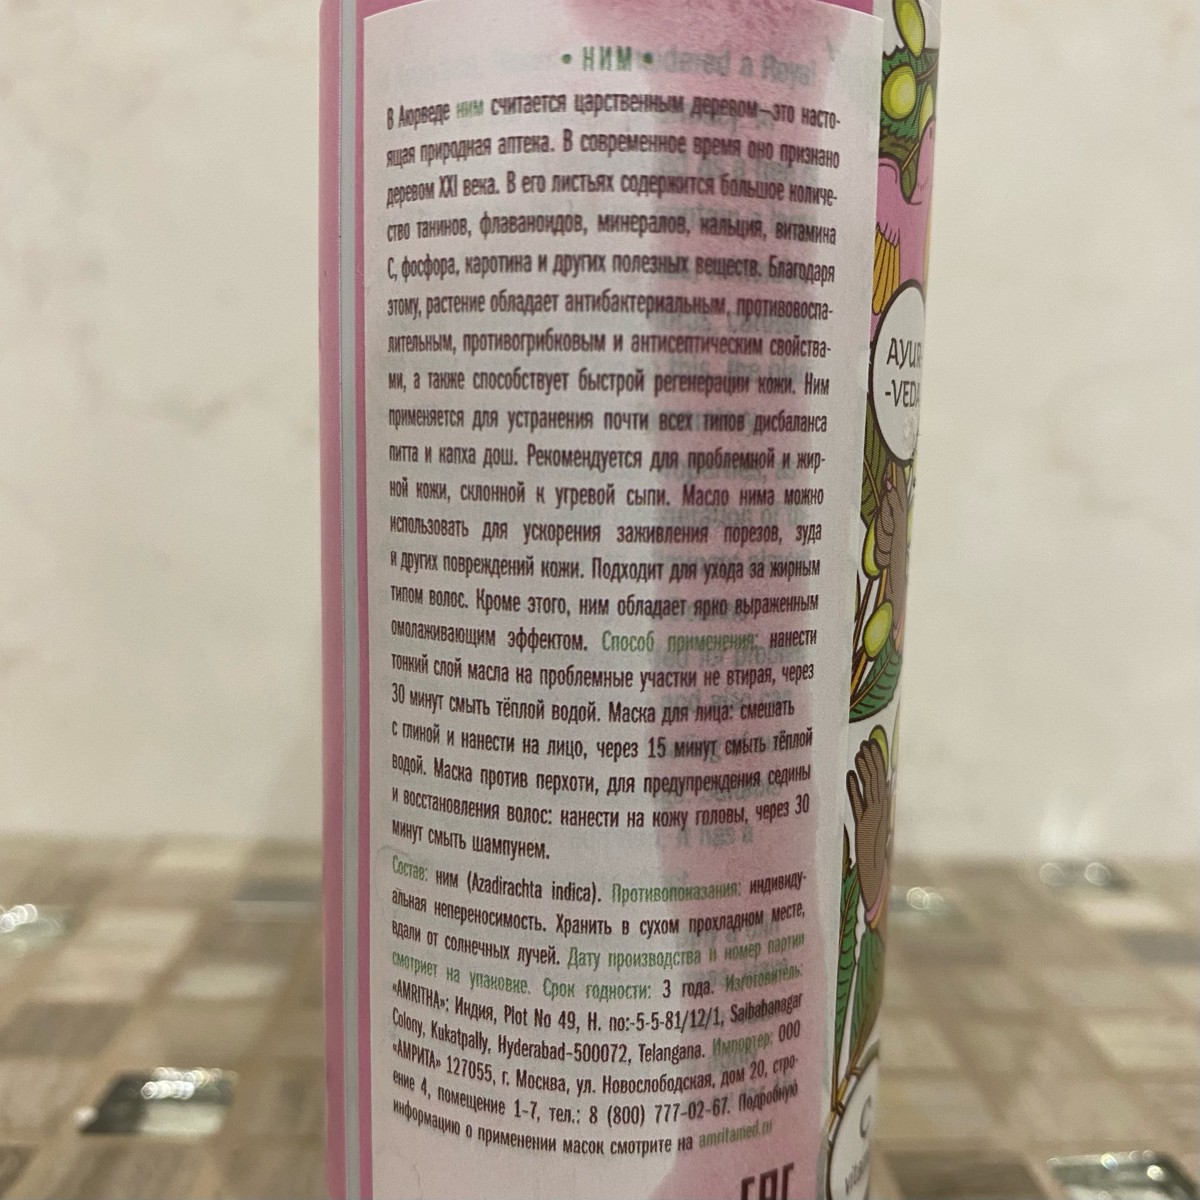 • НИМ •
В Аюрведе ним считается царственным деревом—это насто-
ящая природная аптека. В современное время оно признано
деревом XXI века. В его листьях содержится большое количе-
ство танинов, флаваноидов, минералов, кальция, витамина
С, фосфора, каротина и других полезных веществ. Благодаря
этому, растение обладает антибактериальным, противовоспа-
лительным, противогрибковым и антисептическим свойства-
ми, а также способствует быстрой регенерации кожи. Ним
применяется для устранения почти всех типов дисбаланса
питта и капха дош. Рекомендуется для проблемной и жир-
ной кожи, склонной к угревой сыпи. Масло нима можно
использовать для ускорения заживления порезов, зуда
и других повреждений кожи. Подходит для ухода за жирным
типом волос. Кроме этого, ним обладает ярко выраженным
омолаживающим эффектом. Способ применения: нанести
тонкий слой масла на проблемные участки не втирая, через
30 минут смыть тёплой водой. Маска для лица: смешать
с глиной и нанести на лицо, через 15 минут смыть тёплой
водой. Маска против перхоти, для предупреждения седины
и восстановления волос: нанести на кожу головы, через 30
минут смыть шампунем.
Состав: ним (Azadirachta indica). Противопоказания: индивиду-
альная непереносимость. Хранить в сухом прохладном месте,
вдали от солнечных лучей. Дату производства и номер партии
смотрите на упаковке. Срок годности: 3 года. Изготовитель:
«AMRITHA»: Индия, Plot No 49, H. no:-5-5-81/12/1, Saibabanagar
Colony, Kukatpally, Hyderabad-500072, Telangana. Импортер: ООО
«АМРИТА» 127055, г. Москва, ул. Новослободская, дом 20, стро-
ение 4, помещение 1-7, тел.: 8 (800) 777-02-67. Подробную
информацию о применении масок смотрите на amritamed.ru
EAC
AYUR-
-VEDA